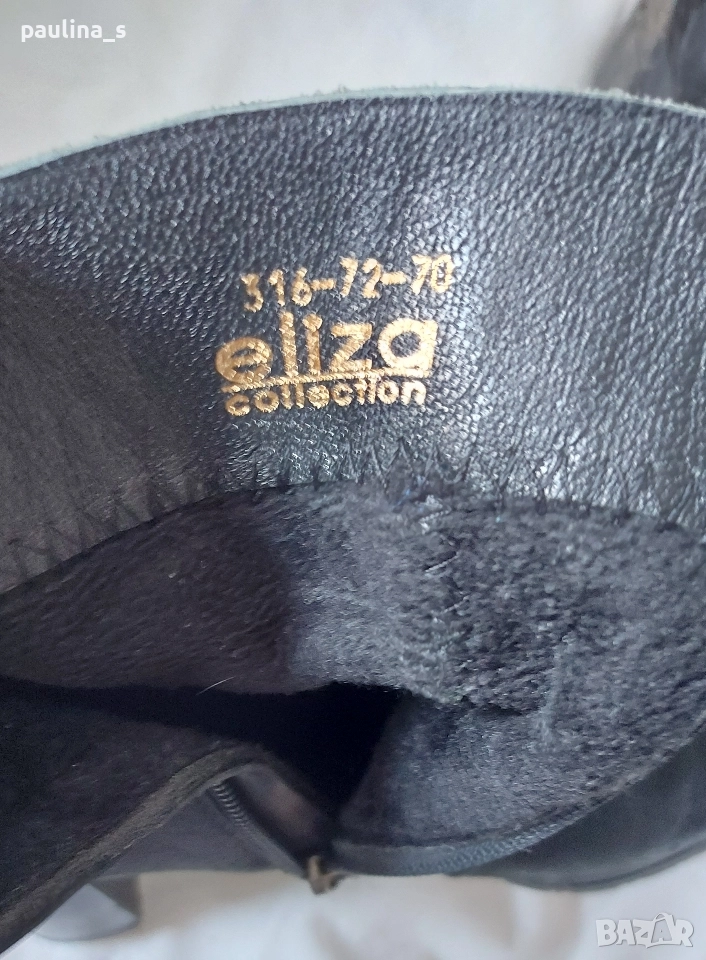 paulina_s
316-72-70
eliza
collection
BAZAR